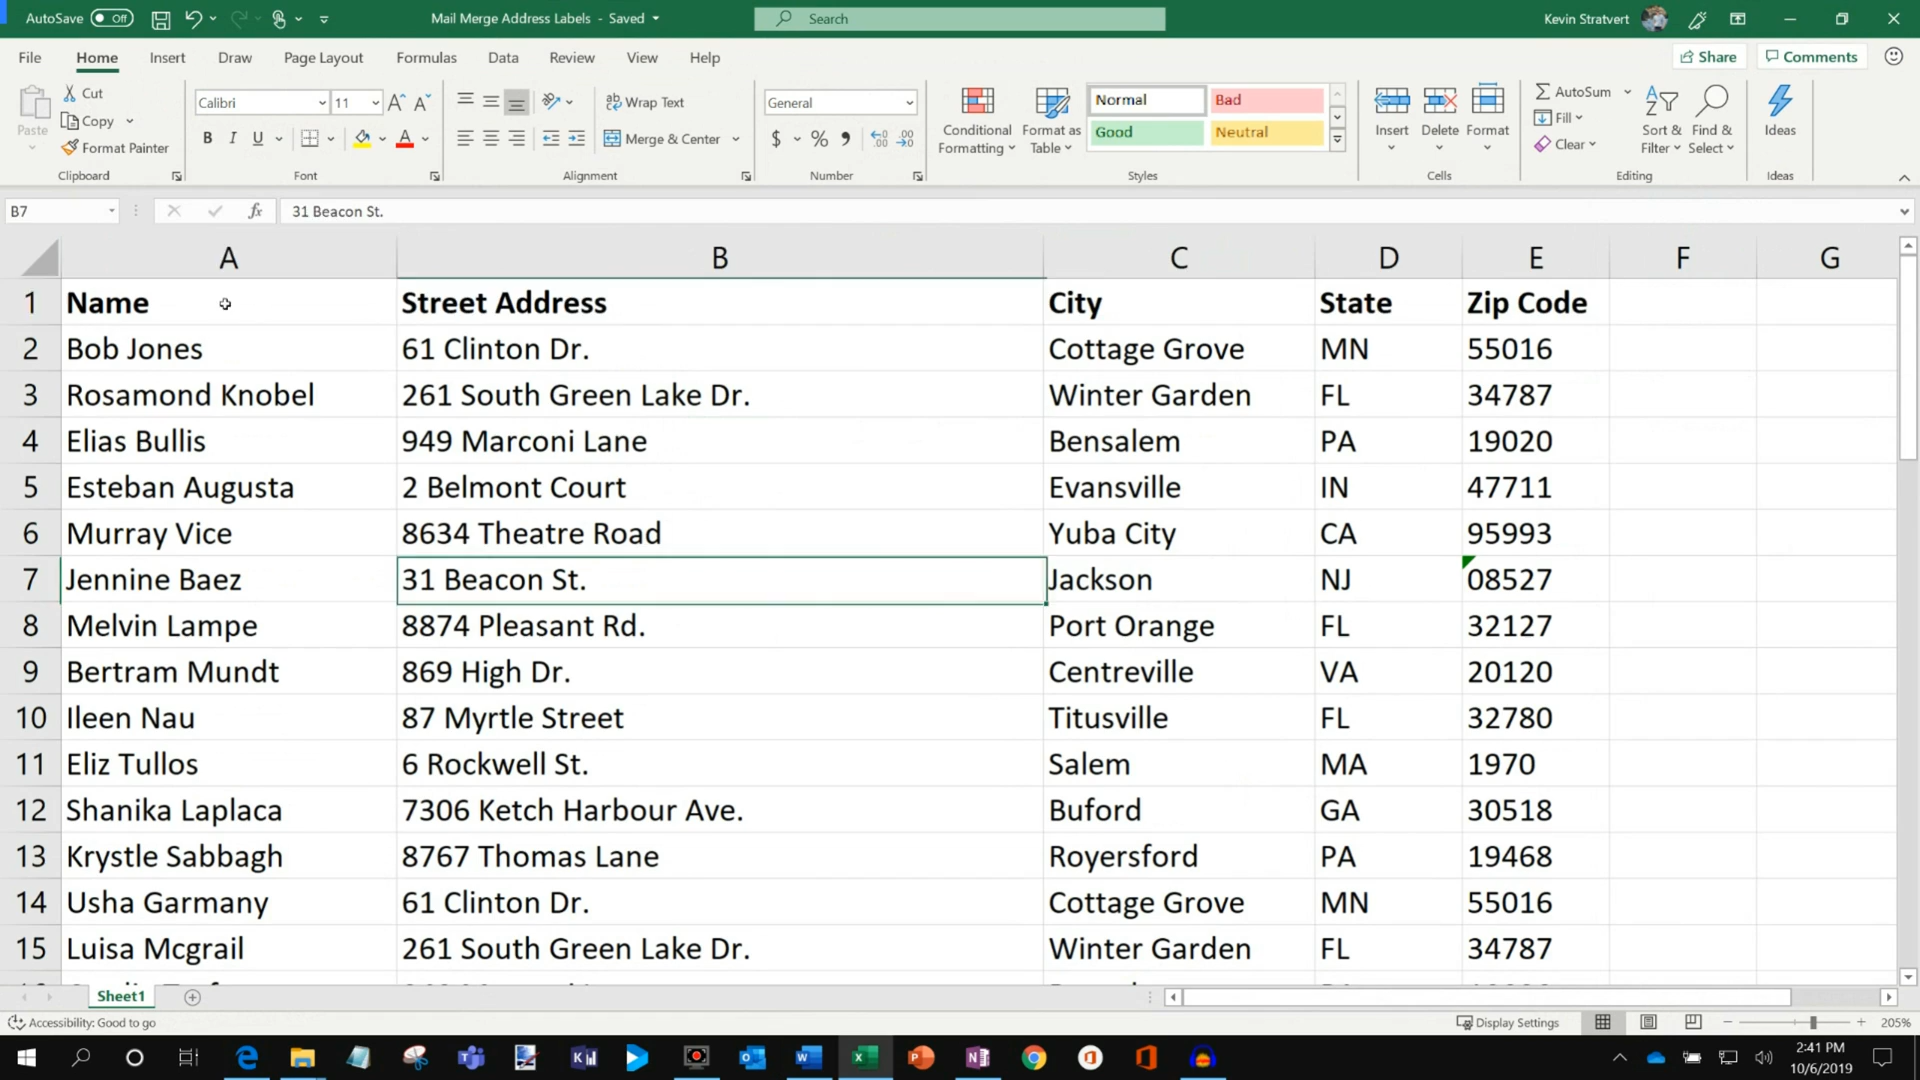 AutoSave Off Mail Merge Address Labels - Saved Search Kevin Stratvert
File Home Insert Draw Page Layout Formulas Data Review View Help Share Comments
Paste Cut Copy Format Painter Clipboard
Calibri 11 B I U A Font
Wrap Text Merge & Center Alignment
General $ % Number
Conditional Formatting Format as Table Normal Bad Good Neutral Styles
Insert Delete Format Cells
AutoSum Fill Clear Sort & Filter Find & Select Editing
Ideas Ideas
B7 fx 31 Beacon St.
A B C D E F G
1 Name Street Address City State Zip Code
2 Bob Jones 61 Clinton Dr. Cottage Grove MN 55016
3 Rosamond Knobel 261 South Green Lake Dr. Winter Garden FL 34787
4 Elias Bullis 949 Marconi Lane Bensalem PA 19020
5 Esteban Augusta 2 Belmont Court Evansville IN 47711
6 Murray Vice 8634 Theatre Road Yuba City CA 95993
7 Jennine Baez 31 Beacon St. Jackson NJ 08527
8 Melvin Lampe 8874 Pleasant Rd. Port Orange FL 32127
9 Bertram Mundt 869 High Dr. Centreville VA 20120
10 Ileen Nau 87 Myrtle Street Titusville FL 32780
11 Eliz Tullos 6 Rockwell St. Salem MA 1970
12 Shanika Laplaca 7306 Ketch Harbour Ave. Buford GA 30518
13 Krystle Sabbagh 8767 Thomas Lane Royersford PA 19468
14 Usha Garmany 61 Clinton Dr. Cottage Grove MN 55016
15 Luisa Mcgrail 261 South Green Lake Dr. Winter Garden FL 34787
Sheet1
Accessibility: Good to go Display Settings 205%
2:41 PM
10/6/2019